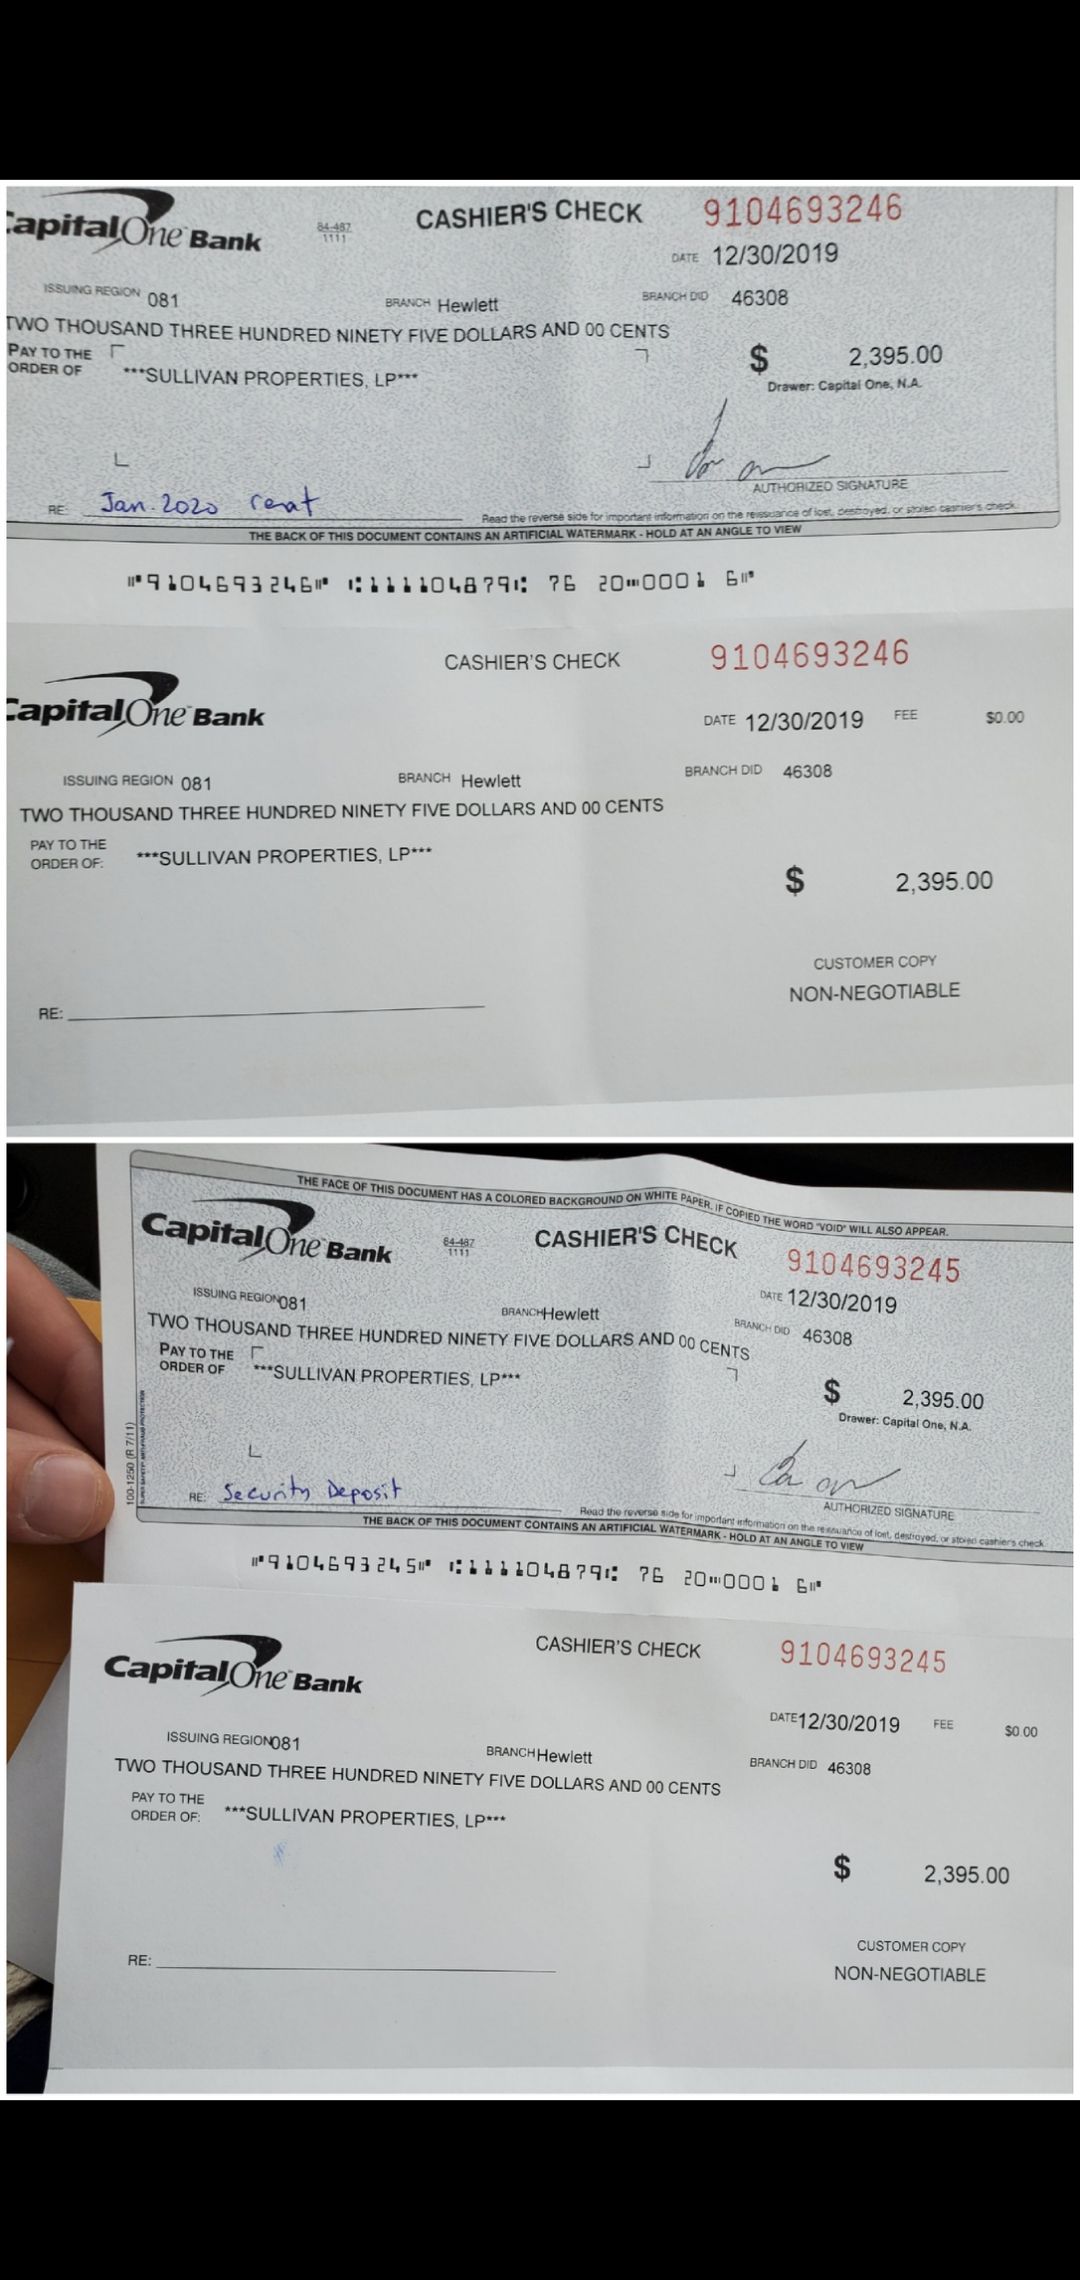 Capital One Bank
84-487
1111
CASHIER'S CHECK
9104693246
DATE 12/30/2019
ISSUING REGION 081
BRANCH Hewlett
BRANCH DID 46308
TWO THOUSAND THREE HUNDRED NINETY FIVE DOLLARS AND 00 CENTS
PAY TO THE
ORDER OF
***SULLIVAN PROPERTIES, LP***
$ 2,395.00
Drawer: Capital One, N.A.
AUTHORIZED SIGNATURE
RE: Jan. 2020 rent
Read the reverse side for important information on the reissuance of lost, destroyed, or stolen cashier's check.
THE BACK OF THIS DOCUMENT CONTAINS AN ARTIFICIAL WATERMARK - HOLD AT AN ANGLE TO VIEW
⑈9104693246⑈ ⑆111104879⑆ 76 20⑉0001 6⑈
CASHIER'S CHECK
9104693246
Capital One Bank
DATE 12/30/2019 FEE $0.00
ISSUING REGION 081
BRANCH Hewlett
BRANCH DID 46308
TWO THOUSAND THREE HUNDRED NINETY FIVE DOLLARS AND 00 CENTS
PAY TO THE
ORDER OF:
***SULLIVAN PROPERTIES, LP***
$ 2,395.00
CUSTOMER COPY
NON-NEGOTIABLE
RE:
THE FACE OF THIS DOCUMENT HAS A COLORED BACKGROUND ON WHITE PAPER. IF COPIED THE WORD "VOID" WILL ALSO APPEAR.
Capital One Bank
84-487
1111
CASHIER'S CHECK
9104693245
DATE 12/30/2019
ISSUING REGION 081
BRANCH Hewlett
BRANCH DID 46308
TWO THOUSAND THREE HUNDRED NINETY FIVE DOLLARS AND 00 CENTS
PAY TO THE
ORDER OF
***SULLIVAN PROPERTIES, LP***
$ 2,395.00
Drawer: Capital One, N.A.
100-1250 (R 7/11)
RE: Security Deposit
AUTHORIZED SIGNATURE
Read the reverse side for important information on the reissuance of lost, destroyed, or stolen cashier's check.
THE BACK OF THIS DOCUMENT CONTAINS AN ARTIFICIAL WATERMARK - HOLD AT AN ANGLE TO VIEW
⑈9104693245⑈ ⑆111104879⑆ 76 20⑉0001 6⑈
CASHIER'S CHECK
9104693245
Capital One Bank
DATE 12/30/2019 FEE $0.00
ISSUING REGION 081
BRANCH Hewlett
BRANCH DID 46308
TWO THOUSAND THREE HUNDRED NINETY FIVE DOLLARS AND 00 CENTS
PAY TO THE
ORDER OF:
***SULLIVAN PROPERTIES, LP***
$ 2,395.00
CUSTOMER COPY
NON-NEGOTIABLE
RE: